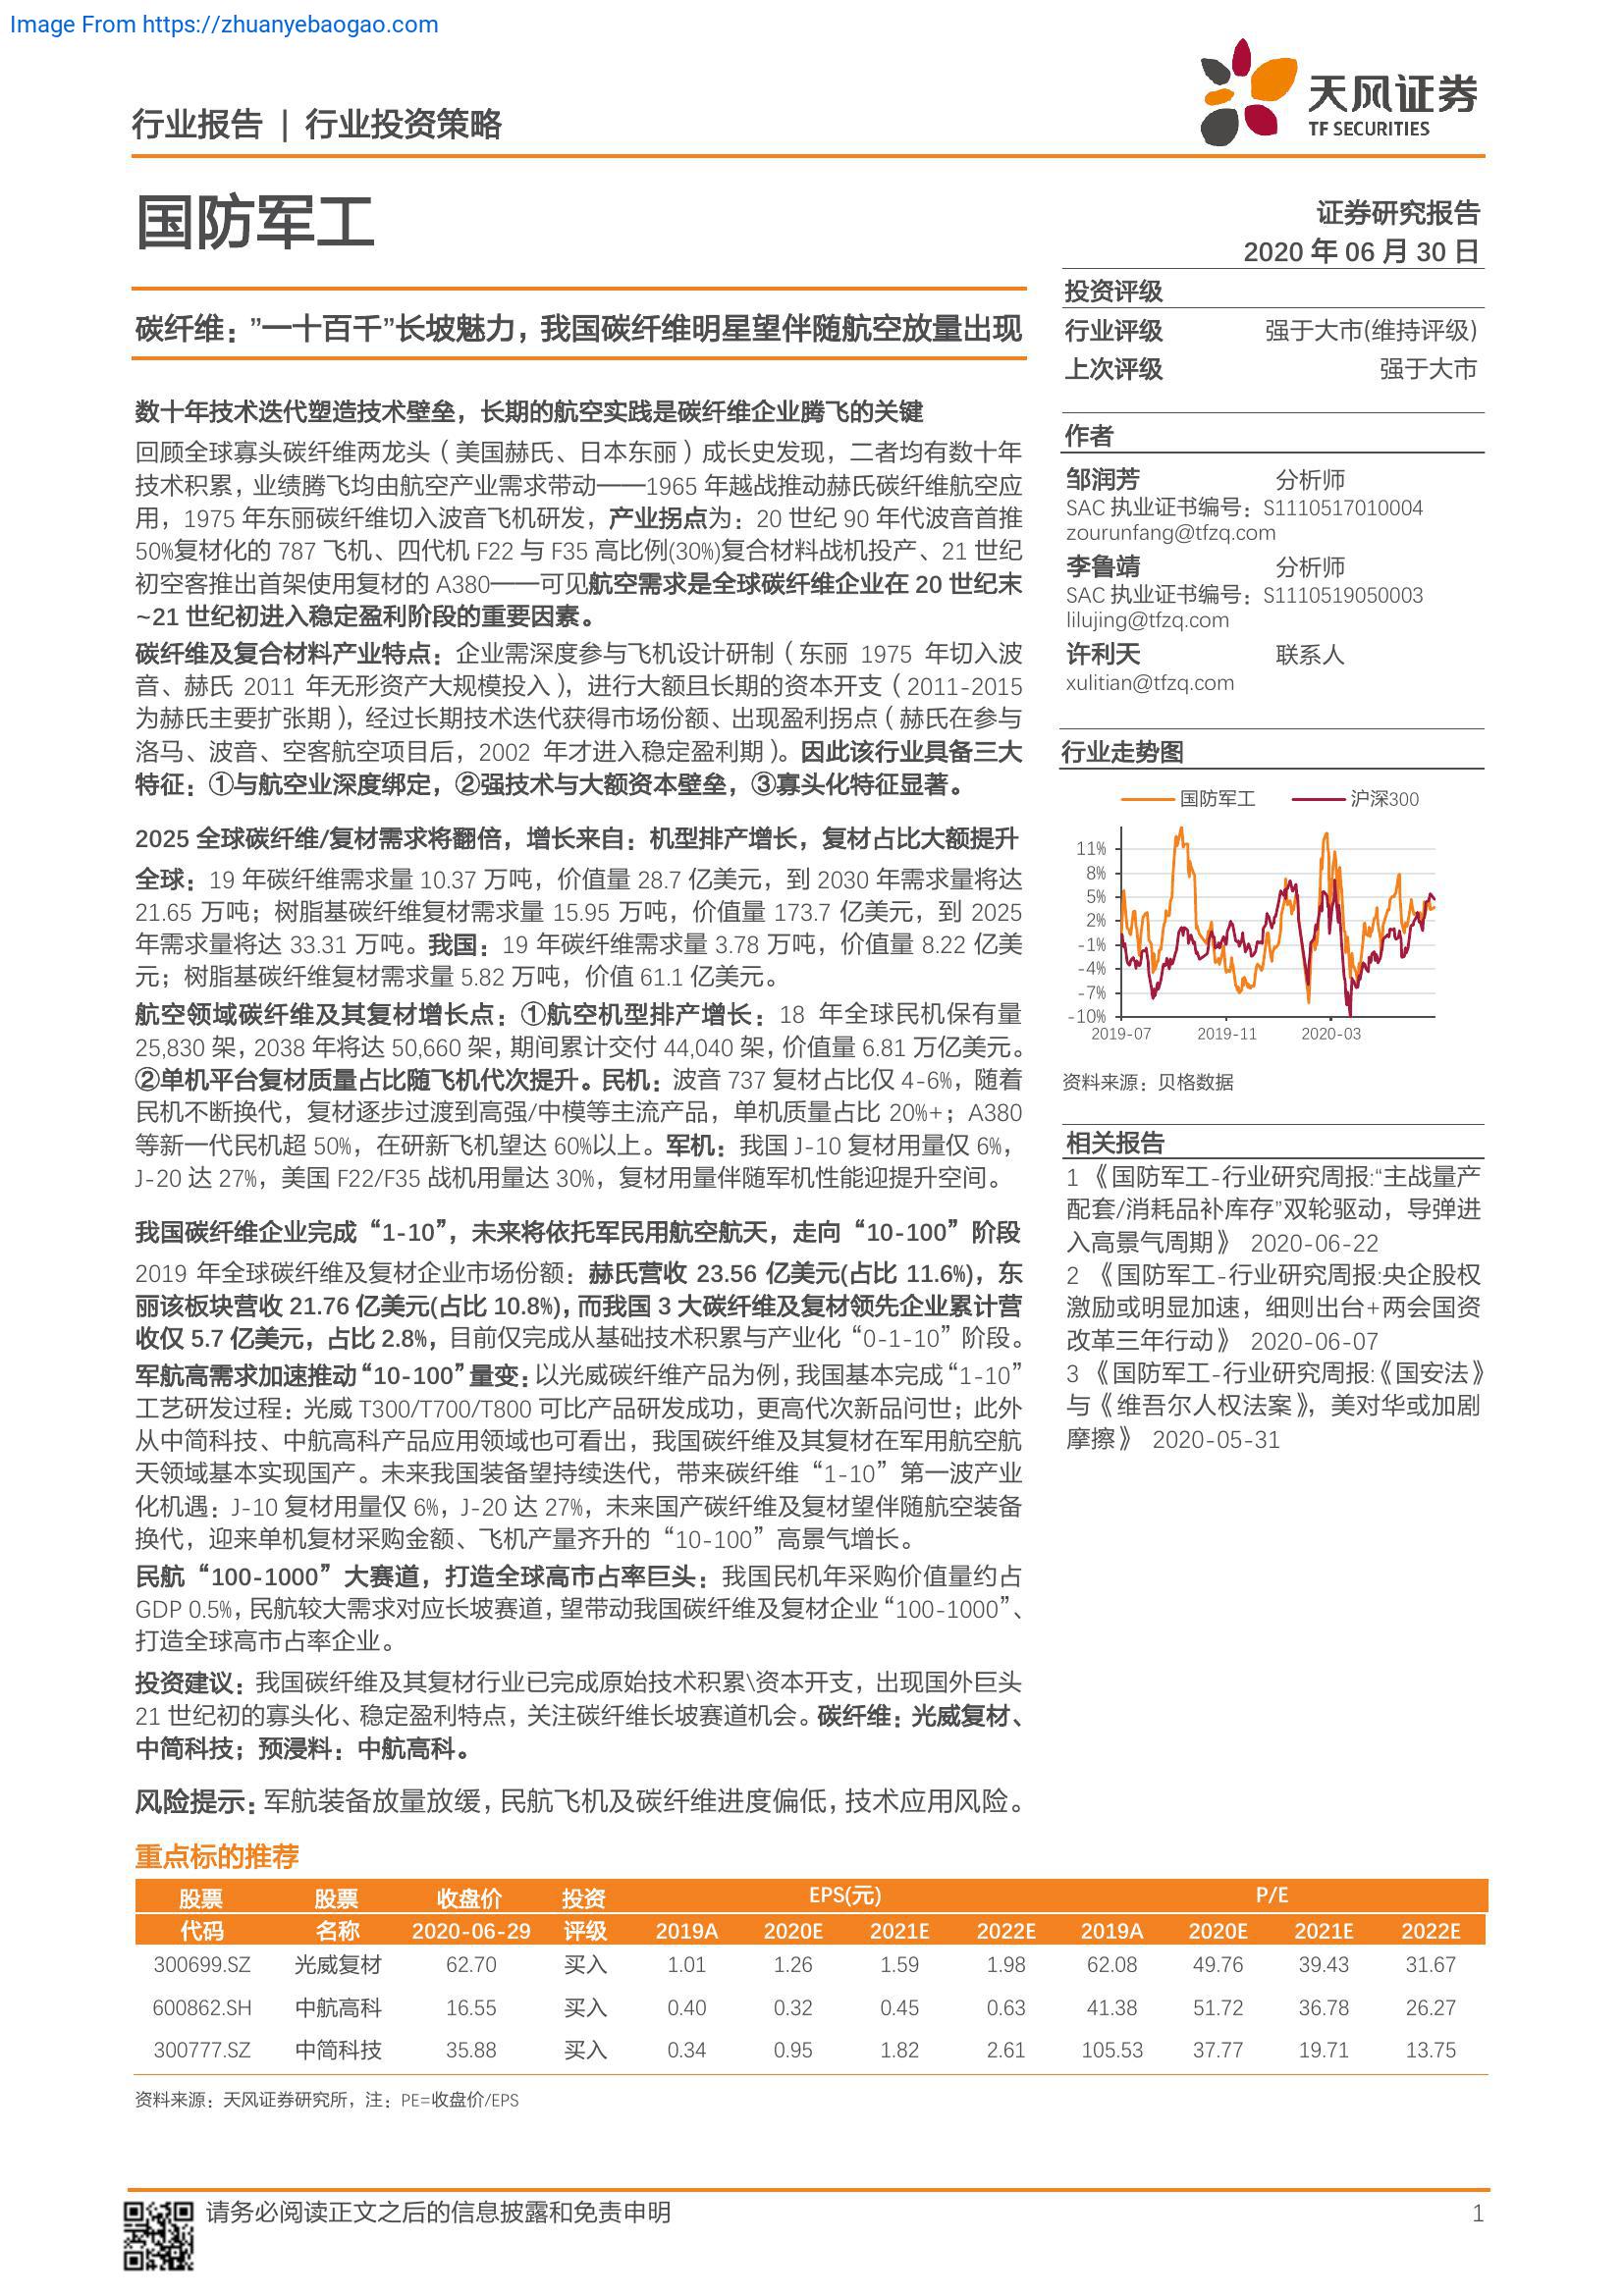 Image From https://zhuanyebaogao.com
行业报告 | 行业投资策略
天风证券
TF SECURITIES
国防军工
证券研究报告
2020 年 06 月 30 日
碳纤维：”一十百千”长坡魅力，我国碳纤维明星望伴随航空放量出现
数十年技术迭代塑造技术壁垒，长期的航空实践是碳纤维企业腾飞的关键
回顾全球寡头碳纤维两龙头（美国赫氏、日本东丽）成长史发现，二者均有数十年
技术积累，业绩腾飞均由航空产业需求带动——1965 年越战推动赫氏碳纤维航空应
用，1975 年东丽碳纤维切入波音飞机研发，产业拐点为：20 世纪 90 年代波音首推
50%复材化的 787 飞机、四代机 F22 与 F35 高比例(30%)复合材料战机投产、21 世纪
初空客推出首架使用复材的 A380——可见航空需求是全球碳纤维企业在 20 世纪末
~21 世纪初进入稳定盈利阶段的重要因素。
碳纤维及复合材料产业特点：企业需深度参与飞机设计研制（东丽 1975 年切入波
音、赫氏 2011 年无形资产大规模投入），进行大额且长期的资本开支（2011-2015
为赫氏主要扩张期），经过长期技术迭代获得市场份额、出现盈利拐点（赫氏在参与
洛马、波音、空客航空项目后，2002 年才进入稳定盈利期）。因此该行业具备三大
特征：①与航空业深度绑定，②强技术与大额资本壁垒，③寡头化特征显著。
2025 全球碳纤维/复材需求将翻倍，增长来自：机型排产增长，复材占比大额提升
全球：19 年碳纤维需求量 10.37 万吨，价值量 28.7 亿美元，到 2030 年需求量将达
21.65 万吨；树脂基碳纤维复材需求量 15.95 万吨，价值量 173.7 亿美元，到 2025
年需求量将达 33.31 万吨。我国：19 年碳纤维需求量 3.78 万吨，价值量 8.22 亿美
元；树脂基碳纤维复材需求量 5.82 万吨，价值 61.1 亿美元。
航空领域碳纤维及其复材增长点：①航空机型排产增长：18 年全球民机保有量
25,830 架，2038 年将达 50,660 架，期间累计交付 44,040 架，价值量 6.81 万亿美元。
②单机平台复材质量占比随飞机代次提升。民机：波音 737 复材占比仅 4-6%，随着
民机不断换代，复材逐步过渡到高强/中模等主流产品，单机质量占比 20%+；A380
等新一代民机超 50%，在研新飞机望达 60%以上。军机：我国 J-10 复材用量仅 6%，
J-20 达 27%，美国 F22/F35 战机用量达 30%，复材用量伴随军机性能迎提升空间。
我国碳纤维企业完成“1-10”，未来将依托军民用航空航天，走向“10-100”阶段
2019 年全球碳纤维及复材企业市场份额：赫氏营收 23.56 亿美元(占比 11.6%)，东
丽该板块营收 21.76 亿美元(占比 10.8%)，而我国 3 大碳纤维及复材领先企业累计营
收仅 5.7 亿美元，占比 2.8%，目前仅完成从基础技术积累与产业化“0-1-10”阶段。
军航高需求加速推动“10-100”量变：以光威碳纤维产品为例，我国基本完成“1-10”
工艺研发过程：光威 T300/T700/T800 可比产品研发成功，更高代次新品问世；此外
从中简科技、中航高科产品应用领域也可看出，我国碳纤维及其复材在军用航空航
天领域基本实现国产。未来我国装备望持续迭代，带来碳纤维“1-10”第一波产业
化机遇：J-10 复材用量仅 6%，J-20 达 27%，未来国产碳纤维及复材望伴随航空装备
换代，迎来单机复材采购金额、飞机产量齐升的“10-100”高景气增长。
民航“100-1000”大赛道，打造全球高市占率巨头：我国民机年采购价值量约占
GDP 0.5%，民航较大需求对应长坡赛道，望带动我国碳纤维及复材企业“100-1000”、
打造全球高市占率企业。
投资建议：我国碳纤维及其复材行业已完成原始技术积累\资本开支，出现国外巨头
21 世纪初的寡头化、稳定盈利特点，关注碳纤维长坡赛道机会。碳纤维：光威复材、
中简科技；预浸料：中航高科。
风险提示：军航装备放量放缓，民航飞机及碳纤维进度偏低，技术应用风险。
投资评级
行业评级 强于大市(维持评级)
上次评级 强于大市
作者
邹润芳 分析师
SAC 执业证书编号：S1110517010004
zourunfang@tfzq.com
李鲁靖 分析师
SAC 执业证书编号：S1110519050003
lilujing@tfzq.com
许利天 联系人
xulitian@tfzq.com
行业走势图
国防军工 沪深300
11%
8%
5%
2%
-1%
-4%
-7%
-10%
2019-07 2019-11 2020-03
资料来源：贝格数据
相关报告
1 《国防军工-行业研究周报:“主战量产
配套/消耗品补库存”双轮驱动，导弹进
入高景气周期》 2020-06-22
2 《国防军工-行业研究周报:央企股权
激励或明显加速，细则出台+两会国资
改革三年行动》 2020-06-07
3 《国防军工-行业研究周报:《国安法》
与《维吾尔人权法案》，美对华或加剧
摩擦》 2020-05-31
重点标的推荐
股票 股票 收盘价 投资 EPS(元) P/E
代码 名称 2020-06-29 评级 2019A 2020E 2021E 2022E 2019A 2020E 2021E 2022E
300699.SZ 光威复材 62.70 买入 1.01 1.26 1.59 1.98 62.08 49.76 39.43 31.67
600862.SH 中航高科 16.55 买入 0.40 0.32 0.45 0.63 41.38 51.72 36.78 26.27
300777.SZ 中简科技 35.88 买入 0.34 0.95 1.82 2.61 105.53 37.77 19.71 13.75
资料来源：天风证券研究所，注：PE=收盘价/EPS
请务必阅读正文之后的信息披露和免责申明 1